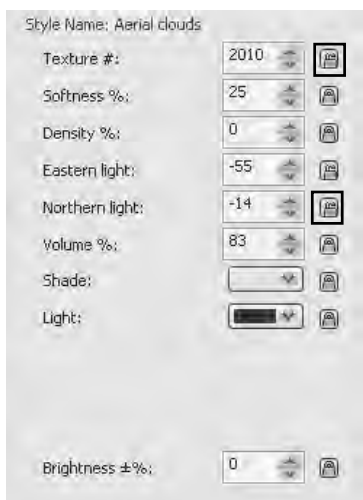 Style Name: Aerial clouds
Texture #: 2010
Softness %: 25
Density %: 0
Eastern light: -55
Northern light: -14
Volume %: 83
Shade:
Light:
Brightness ±%: 0